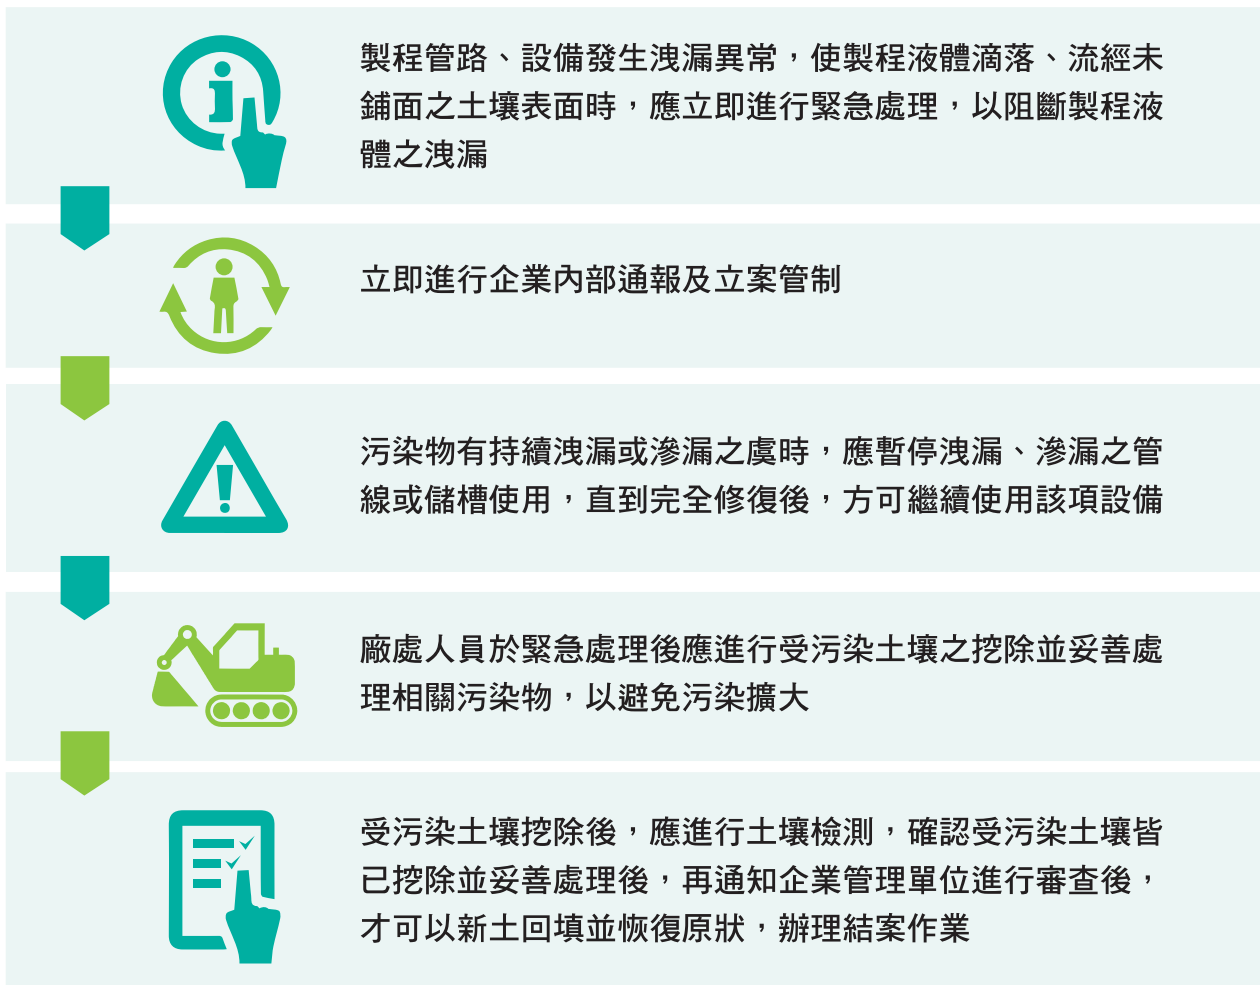 製程管路、設備發生洩漏異常，使製程液體滴落、流經未
鋪面之土壤表面時，應立即進行緊急處理，以阻斷製程液
體之洩漏
立即進行企業內部通報及立案管制
污染物有持續洩漏或滲漏之虞時，應暫停洩漏、滲漏之管
線或儲槽使用，直到完全修復後，方可繼續使用該項設備
廠處人員於緊急處理後應進行受污染土壤之挖除並妥善處
理相關污染物，以避免污染擴大
受污染土壤挖除後，應進行土壤檢測，確認受污染土壤皆
已挖除並妥善處理後，再通知企業管理單位進行審查後，
才可以新土回填並恢復原狀，辦理結案作業